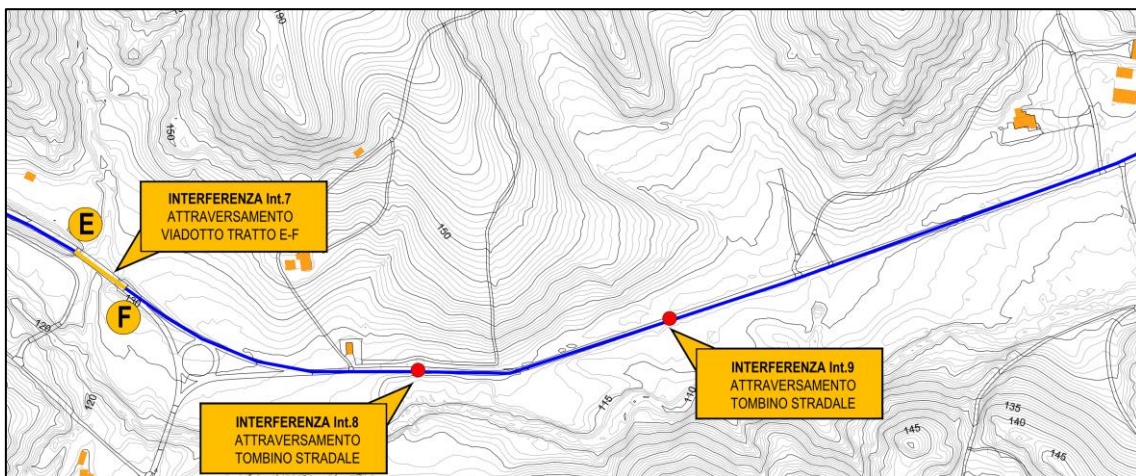 190
150
E
INTERFERENZA Int.7
ATTRAVERSAMENTO
VIADOTTO TRATTO E-F
150
F
130
120
120
INTERFERENZA Int.8
ATTRAVERSAMENTO
TOMBINO STRADALE
115
110
INTERFERENZA Int.9
ATTRAVERSAMENTO
TOMBINO STRADALE
135
140
145
145